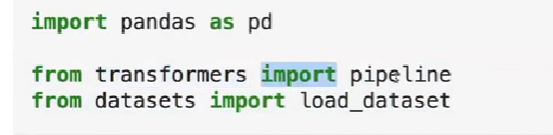 import pandas as pd
from transformers import pipeline
from datasets import load_dataset